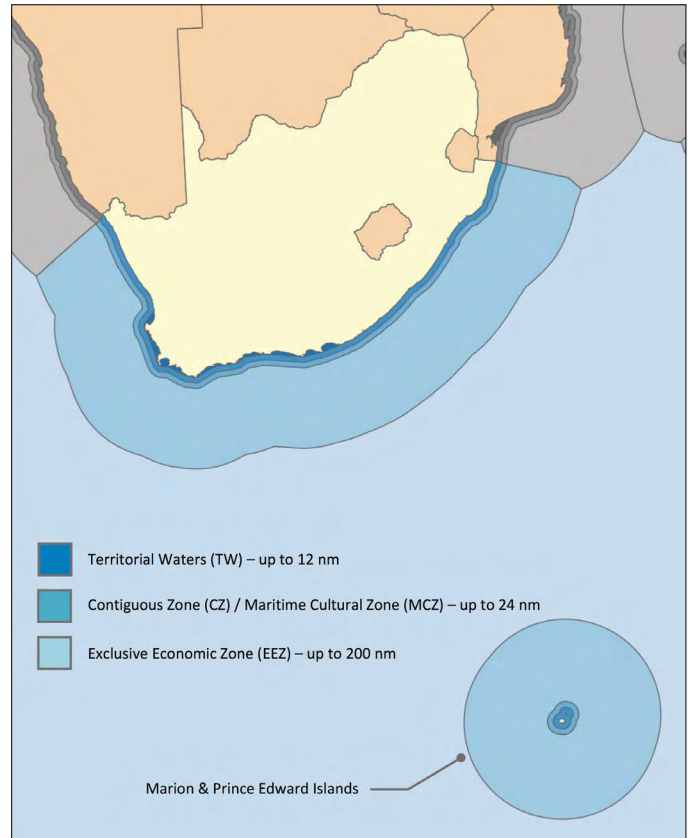 Territorial Waters (TW) – up to 12 nm
Contiguous Zone (CZ) / Maritime Cultural Zone (MCZ) – up to 24 nm
Exclusive Economic Zone (EEZ) – up to 200 nm
Marion & Prince Edward Islands